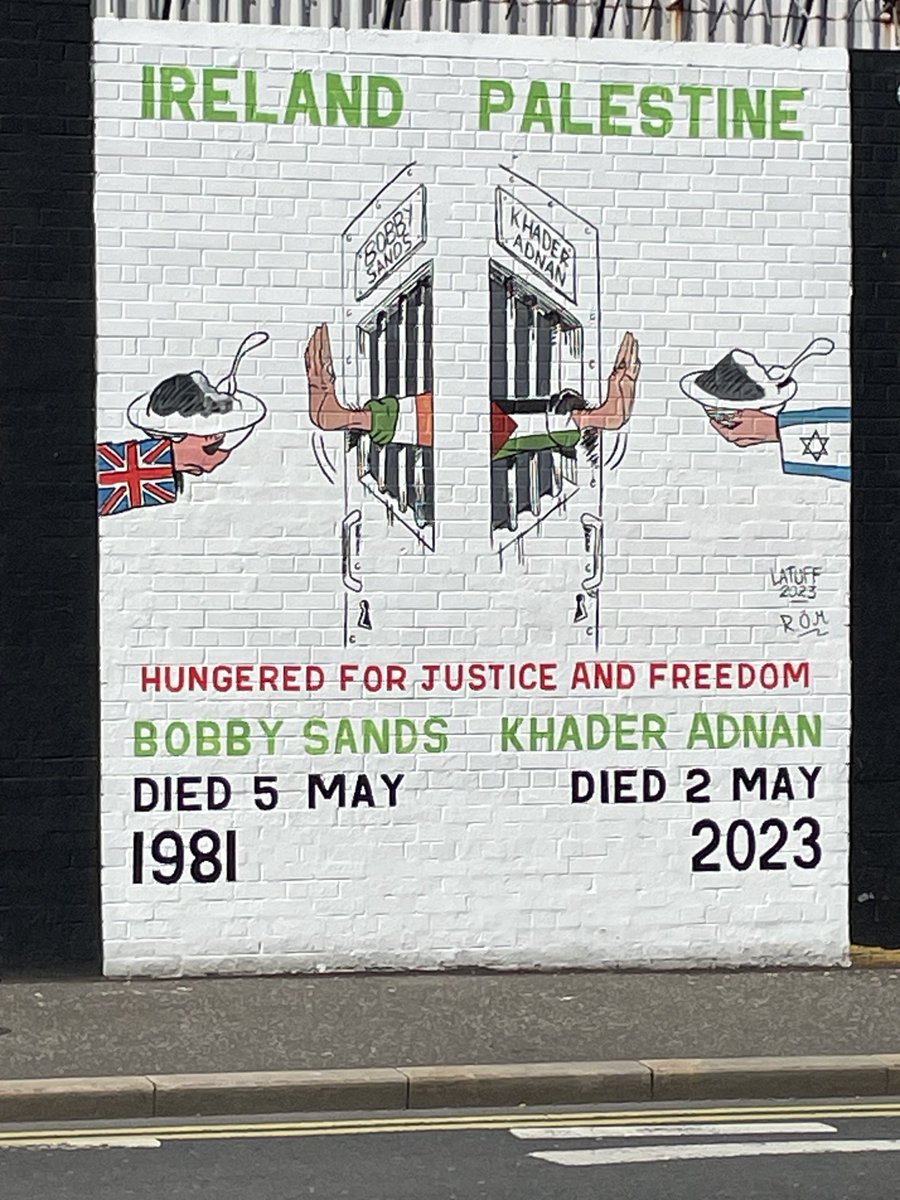 IRELAND PALESTINE
BOBBY SANDS
KHADER ADNAN
LATUFF
2023
RÓM
HUNGERED FOR JUSTICE AND FREEDOM
BOBBY SANDS KHADER ADNAN
DIED 5 MAY DIED 2 MAY
1981 2023